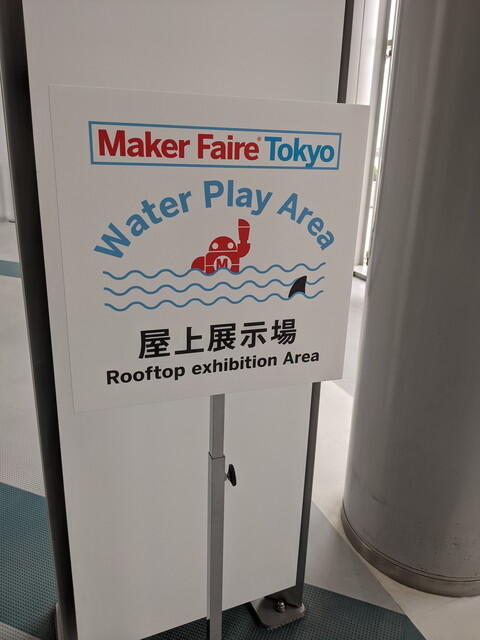 Maker Faire® Tokyo
Water Play Area
M
屋上展示場
Rooftop exhibition Area